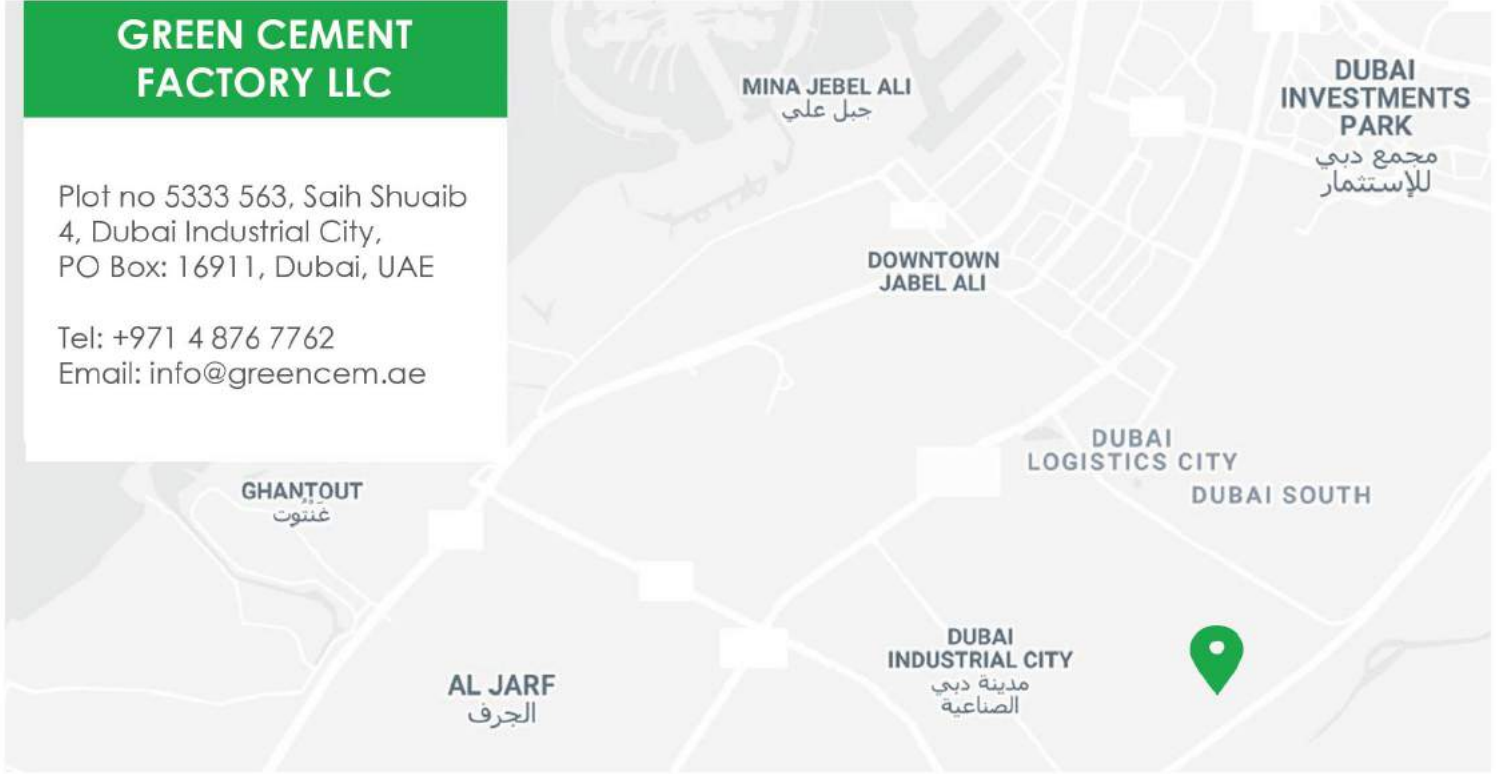 GREEN CEMENT
FACTORY LLC
Plot no 5333 563, Saih Shuaib
4, Dubai Industrial City,
PO Box: 16911, Dubai, UAE
Tel: +971 4 876 7762
Email: info@greencem.ae
MINA JEBEL ALI
جبل علي
DUBAI
INVESTMENTS
PARK
مجمع دبي
للإستثمار
DOWNTOWN
JABEL ALI
DUBAI
LOGISTICS CITY
DUBAI SOUTH
GHANTOUT
غنتوت
DUBAI
INDUSTRIAL CITY
مدينة دبي
الصناعية
AL JARF
الجرف